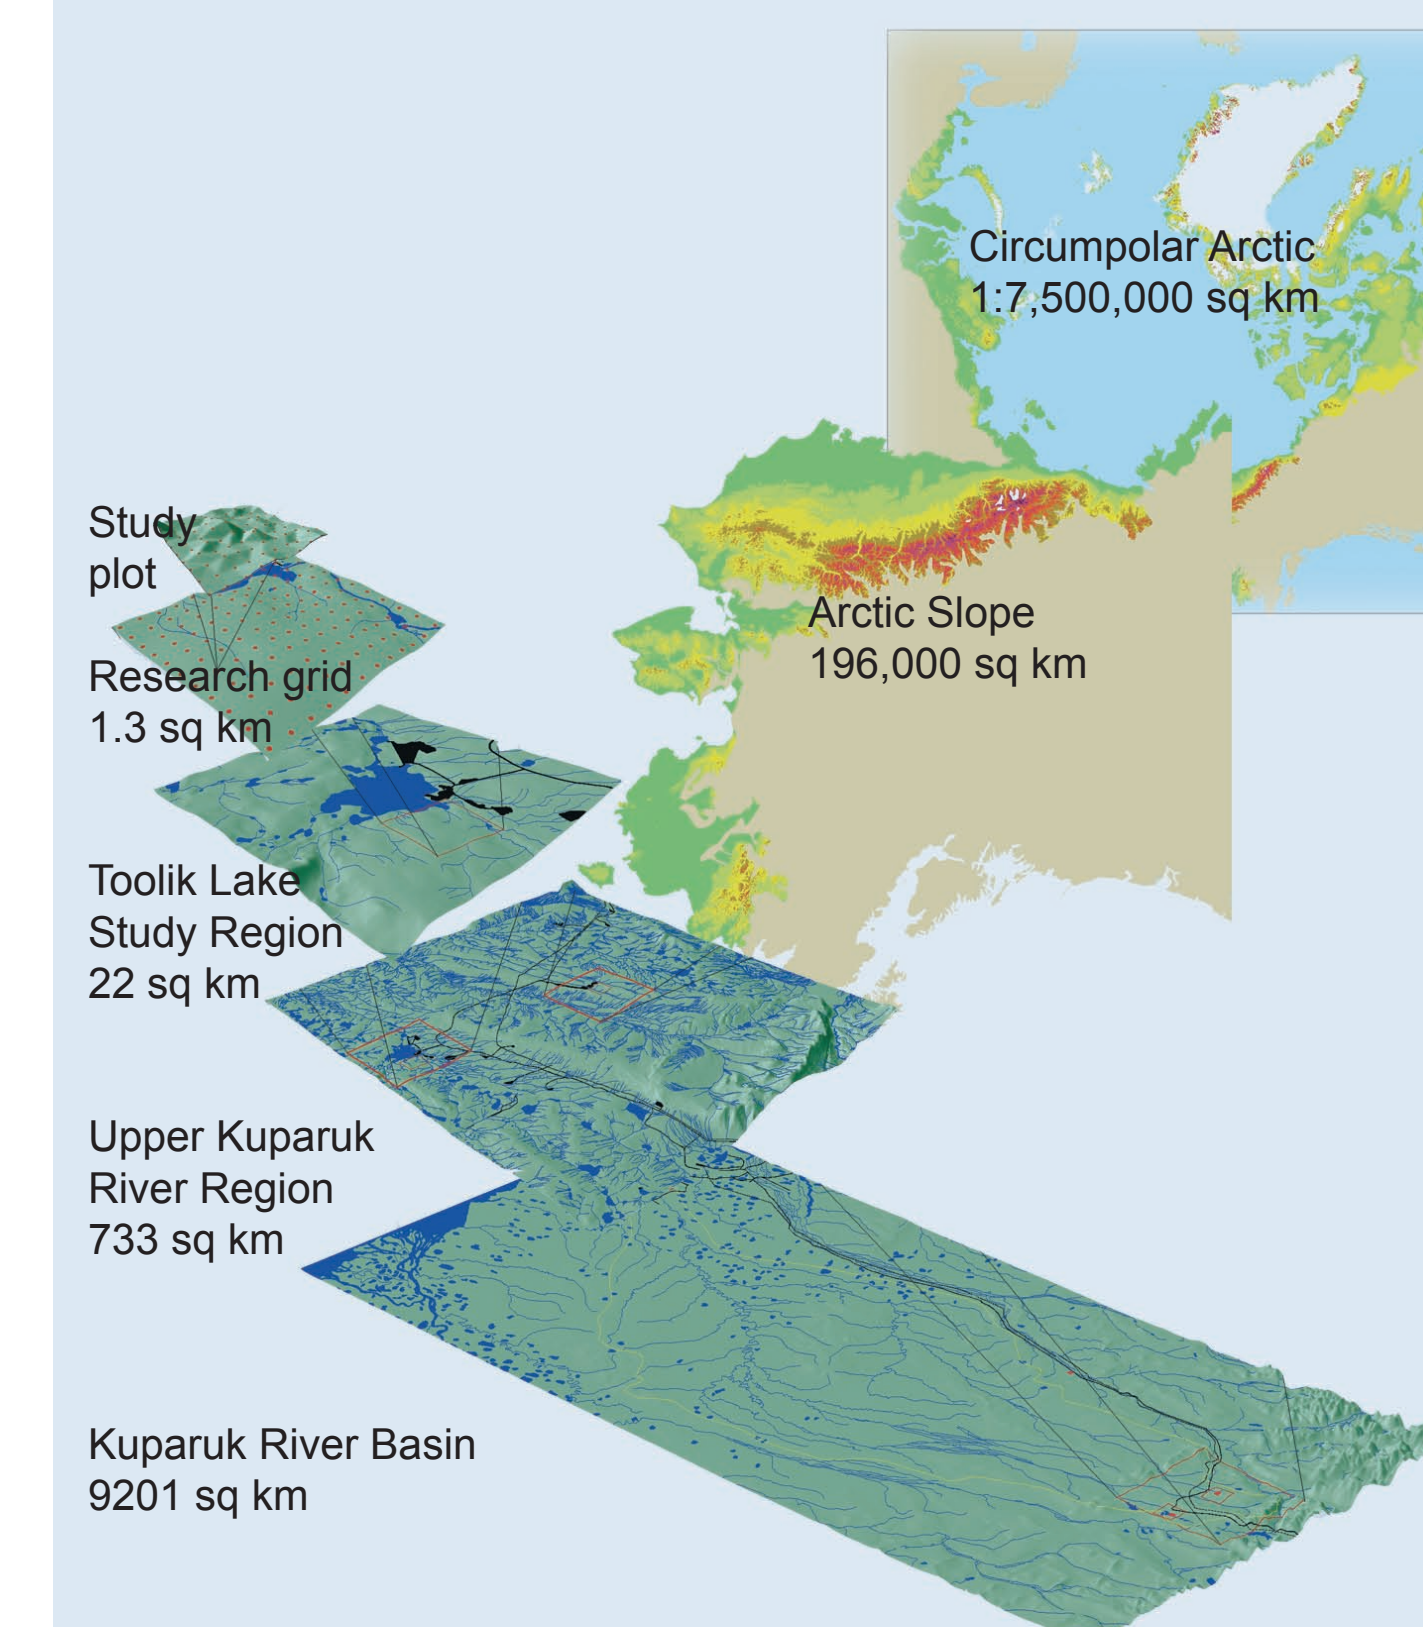 Circumpolar Arctic
1:7,500,000 sq km
Study
plot
Arctic Slope
196,000 sq km
Research grid
1.3 sq km
Toolik Lake
Study Region
22 sq km
Upper Kuparuk
River Region
733 sq km
Kuparuk River Basin
9201 sq km